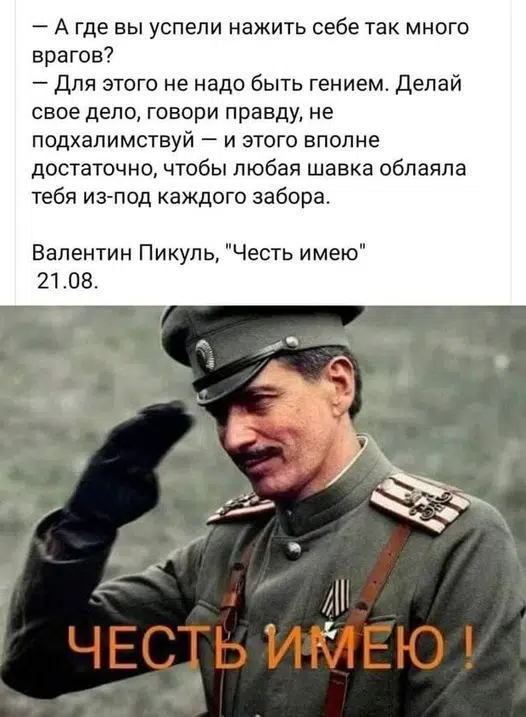 — А где вы успели нажить себе так много
врагов?
— Для этого не надо быть гением. Делай
свое дело, говори правду, не
подхалимствуй — и этого вполне
достаточно, чтобы любая шавка облаяла
тебя из-под каждого забора.
Валентин Пикуль, "Честь имею"
21.08.
ЧЕСТЬ ИМЕЮ !